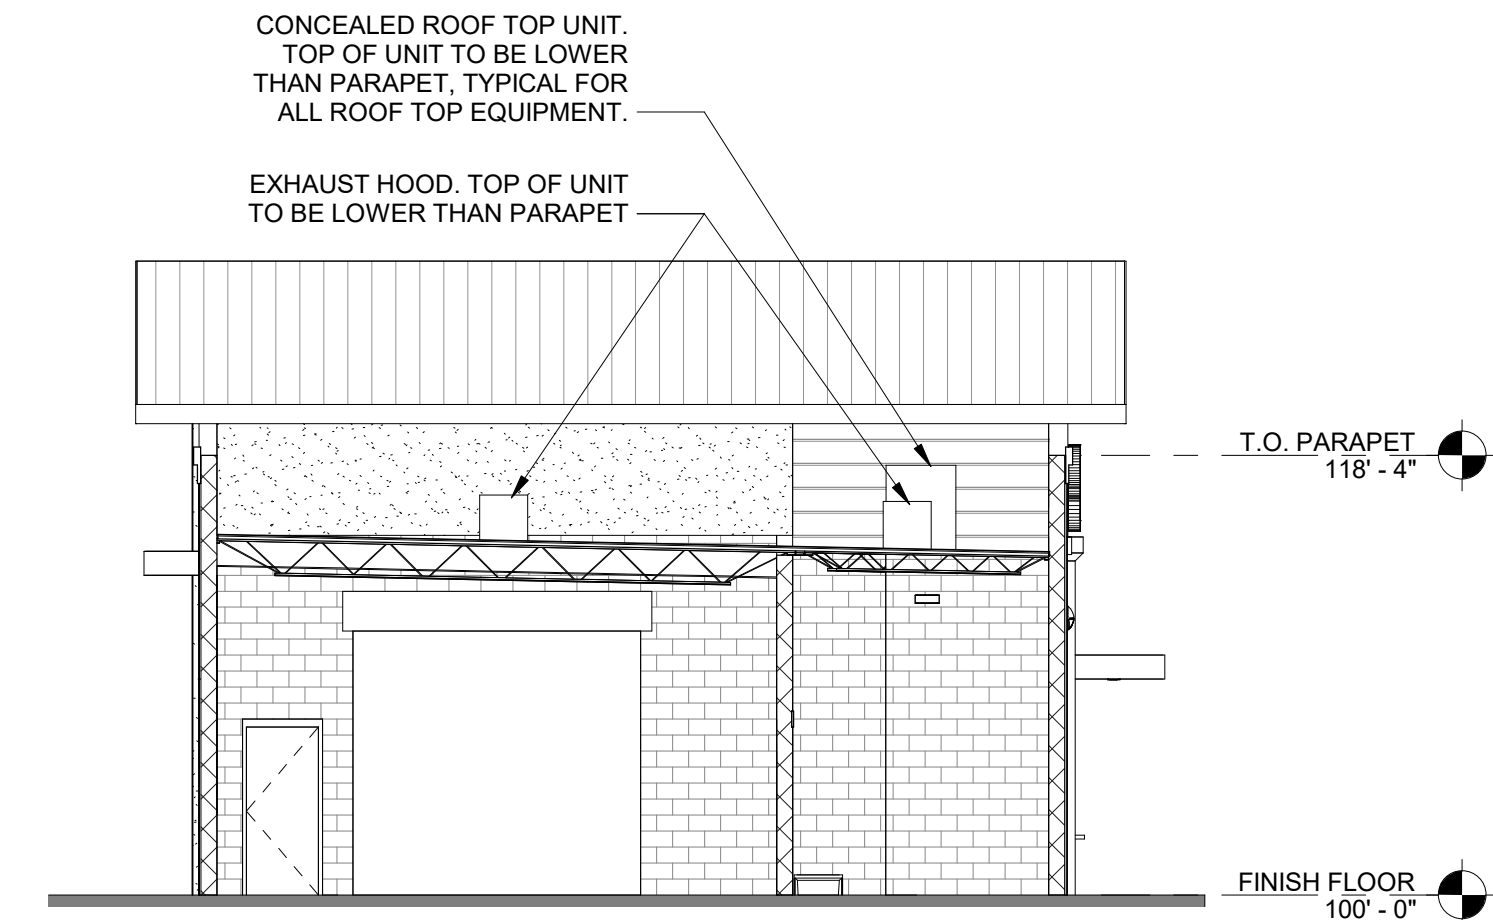 CONCEALED ROOF TOP UNIT.
TOP OF UNIT TO BE LOWER
THAN PARAPET, TYPICAL FOR
ALL ROOF TOP EQUIPMENT.
EXHAUST HOOD. TOP OF UNIT
TO BE LOWER THAN PARAPET
T.O. PARAPET
118' - 4"
FINISH FLOOR
100' - 0"